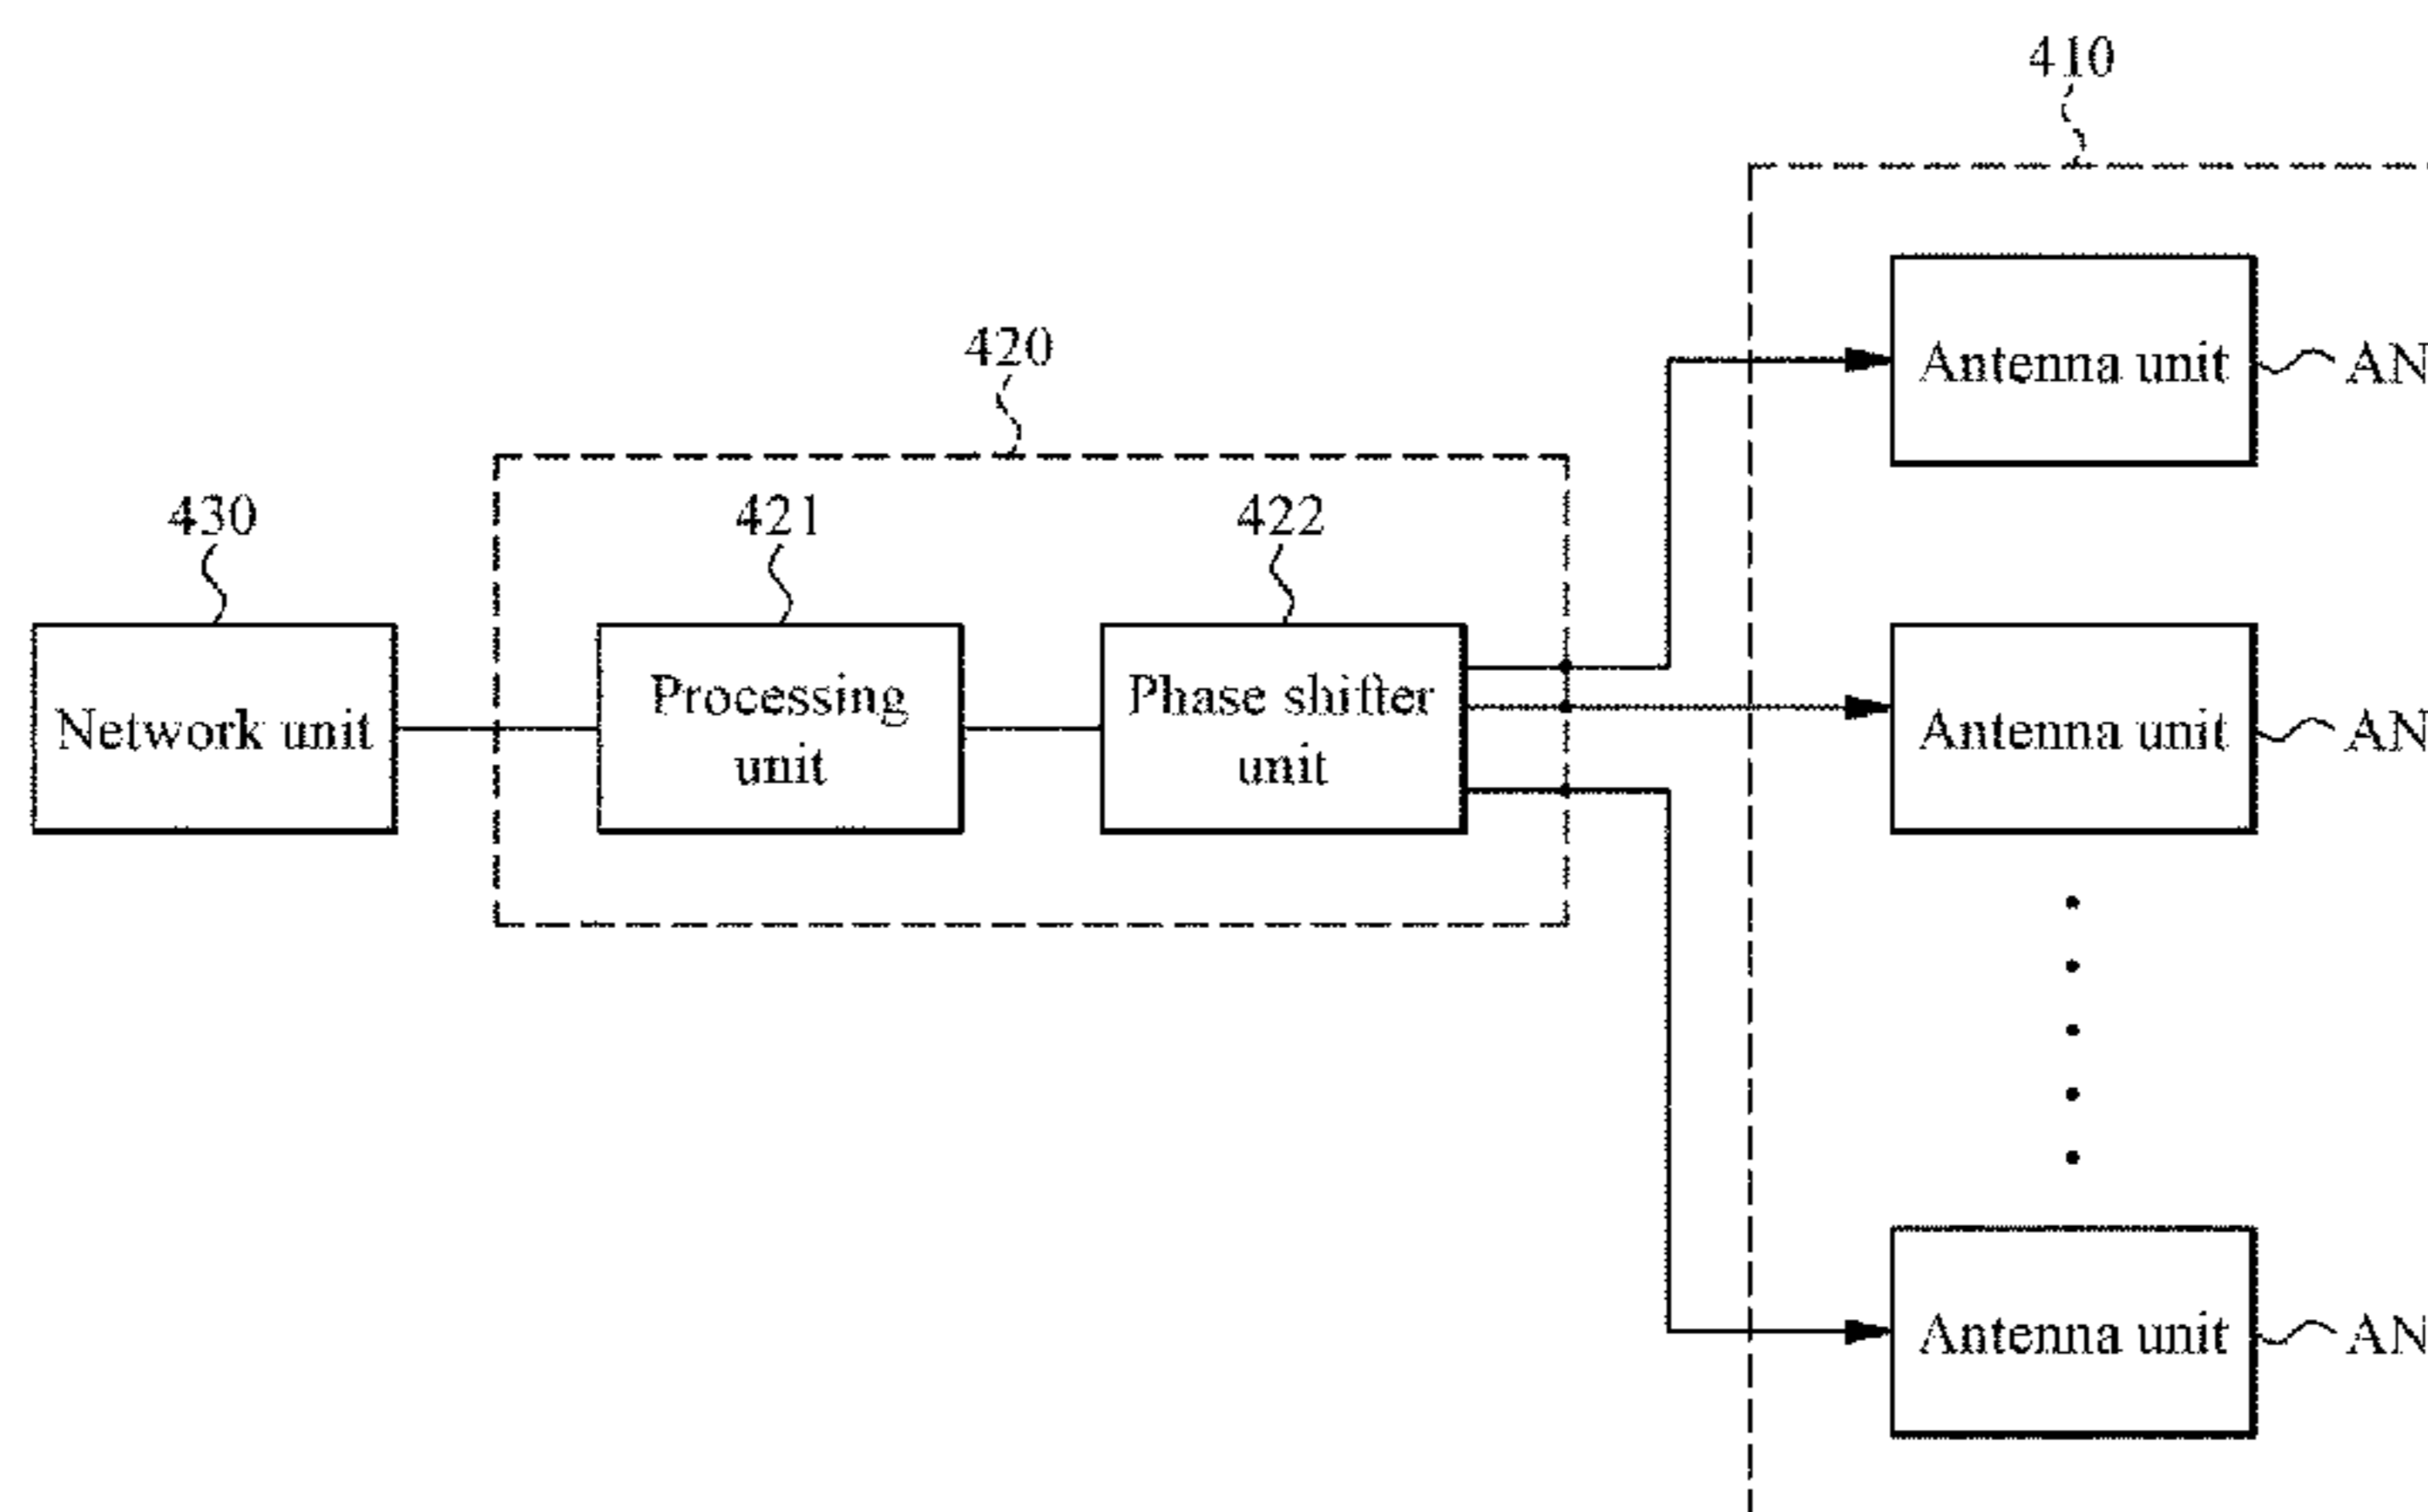 410
Antenna unit
AN
420
430
421
422
Network unit
Processing
unit
Phase shifter
unit
Antenna unit
AN
Antenna unit
AN